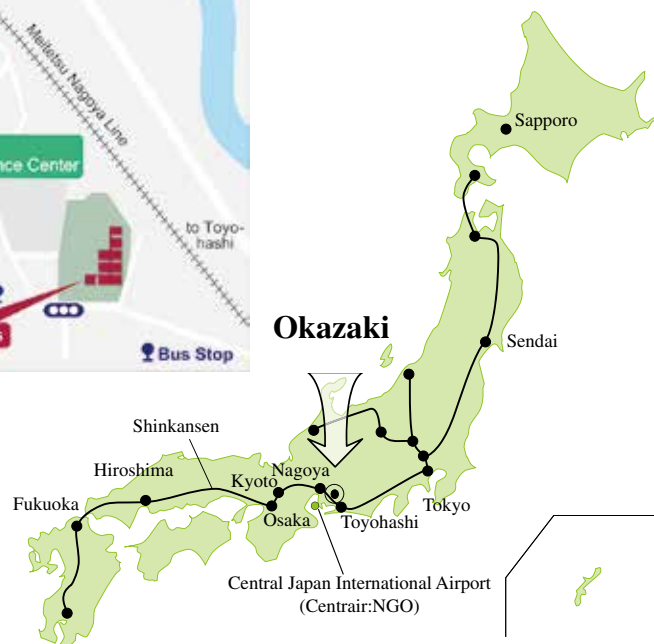 Meitetsu Nagoya Line
nce Center
to Toyo-
hashi
Bus Stop
Okazaki
Sapporo
Sendai
Shinkansen
Hiroshima
Kyoto
Nagoya
Fukuoka
Osaka
Toyohashi
Tokyo
Central Japan International Airport
(Centrair:NGO)